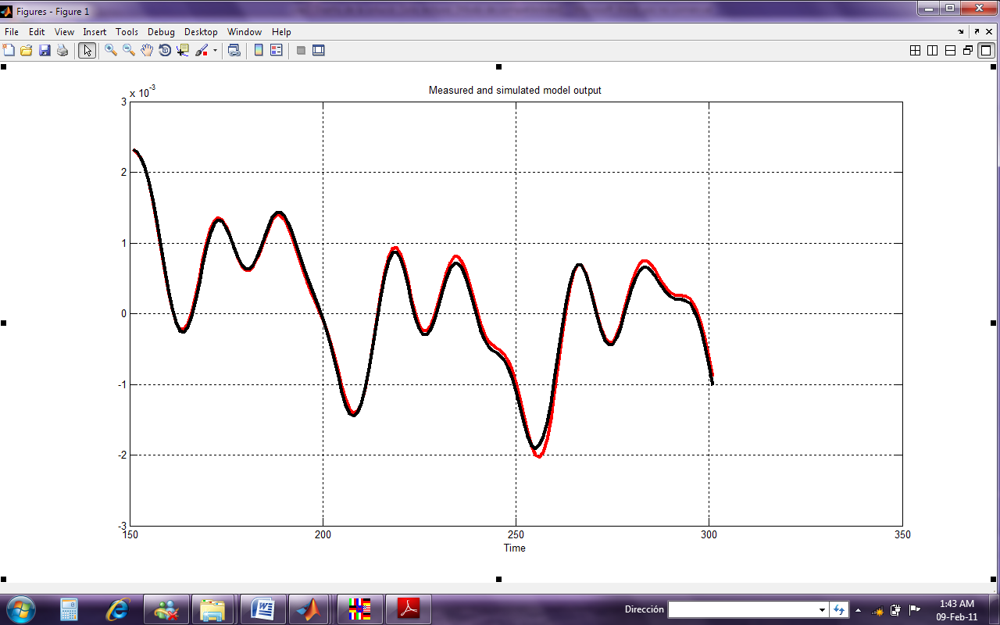 Figures - Figure 1
File Edit View Insert Tools Debug Desktop Window Help
x 10^-3
Measured and simulated model output
3
2
1
0
-1
-2
-3
150 200 250 300 350
Time
Dirección
1:43 AM
09-Feb-11